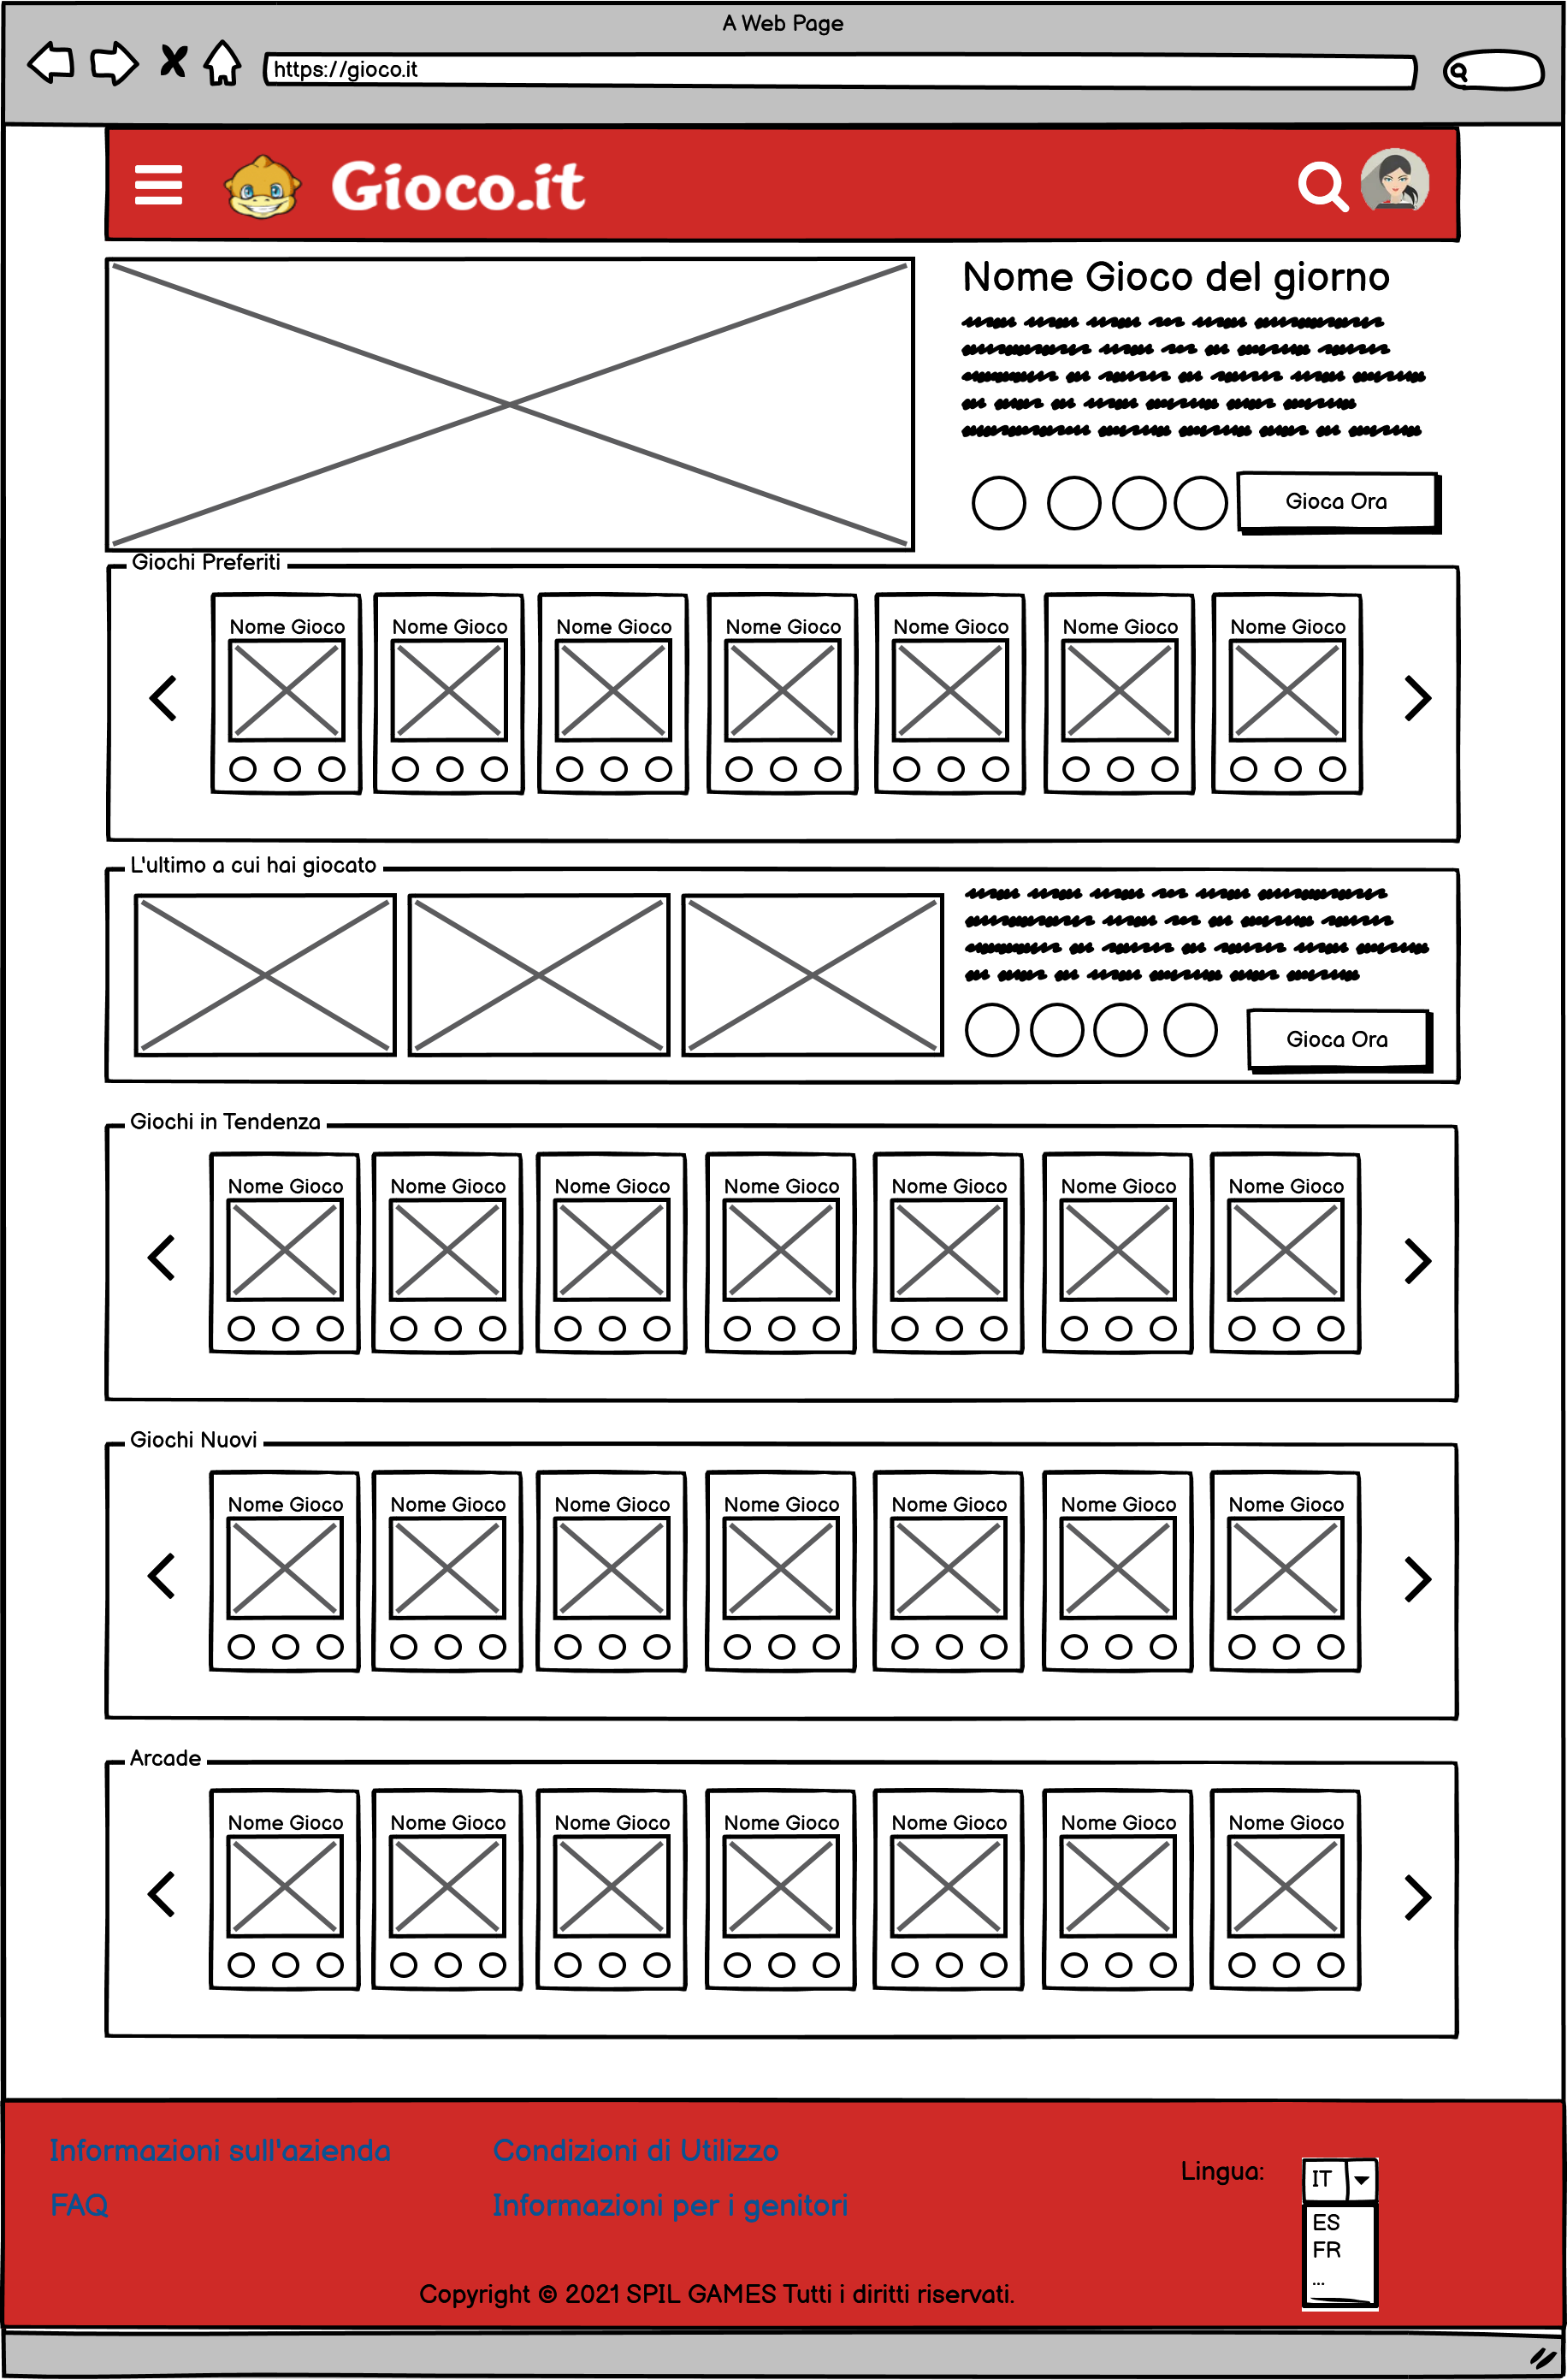 A Web Page
https://gioco.it
Gioco.it
Nome Gioco del giorno
Gioca Ora
Giochi Preferiti
Nome Gioco Nome Gioco Nome Gioco Nome Gioco Nome Gioco Nome Gioco Nome Gioco
L'ultimo a cui hai giocato
Gioca Ora
Giochi in Tendenza
Nome Gioco Nome Gioco Nome Gioco Nome Gioco Nome Gioco Nome Gioco Nome Gioco
Giochi Nuovi
Nome Gioco Nome Gioco Nome Gioco Nome Gioco Nome Gioco Nome Gioco Nome Gioco
Arcade
Nome Gioco Nome Gioco Nome Gioco Nome Gioco Nome Gioco Nome Gioco Nome Gioco
Informazioni sull'azienda
Condizioni di Utilizzo
FAQ
Informazioni per i genitori
Lingua:
IT
ES
FR
...
Copyright © 2021 SPIL GAMES Tutti i diritti riservati.